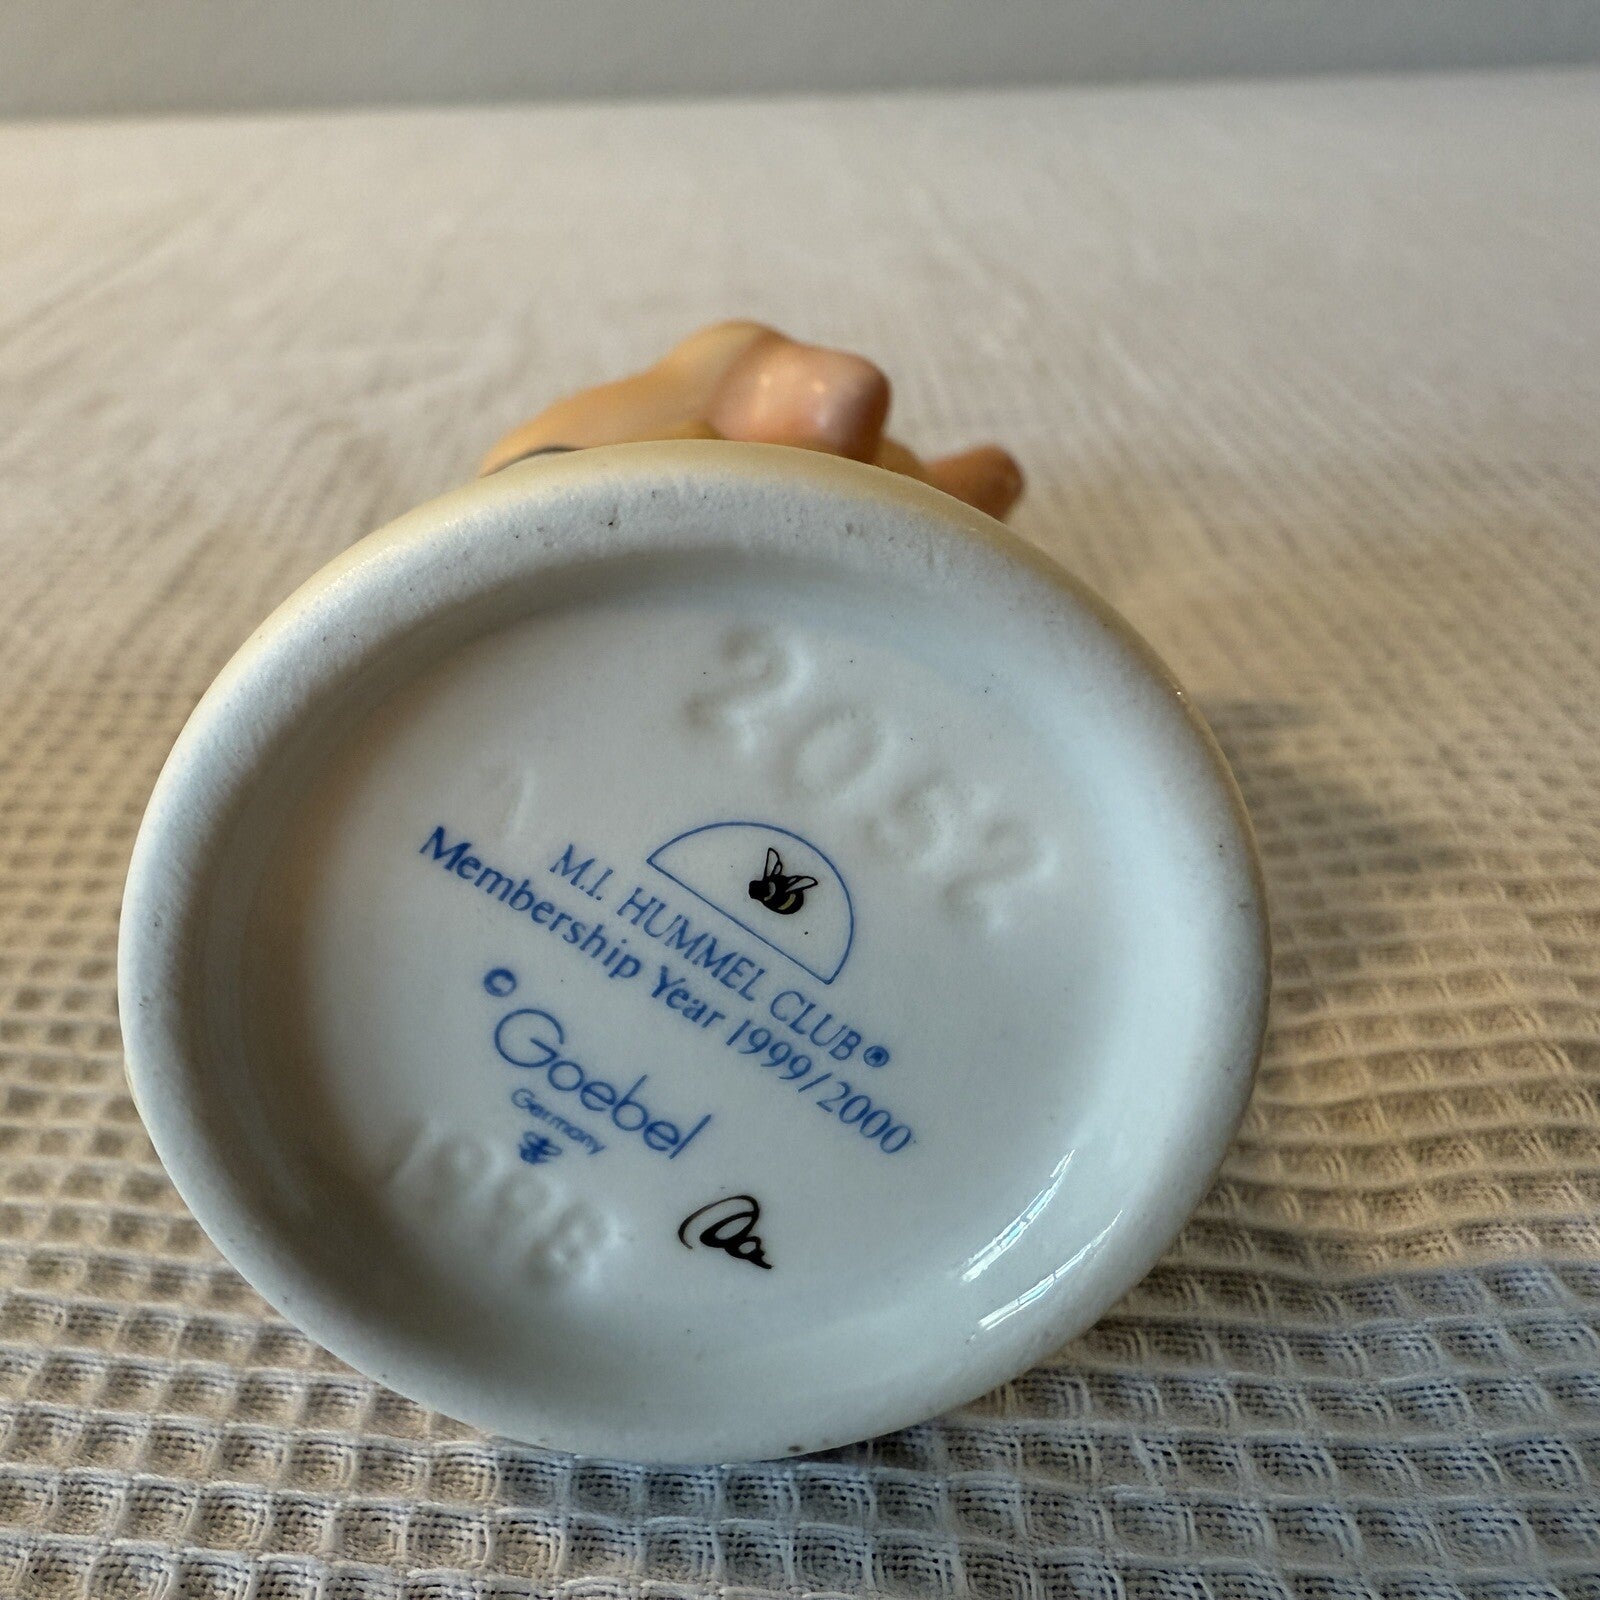 2052
M.I. HUMMEL CLUB®
Membership Year 1999/2000
© Goebel
Germany
1998